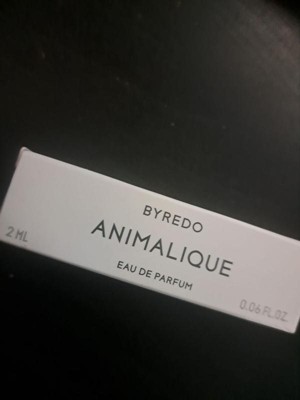 BYREDO
ANIMALIQUE
EAU DE PARFUM
2 ML
0.06 FL.OZ.